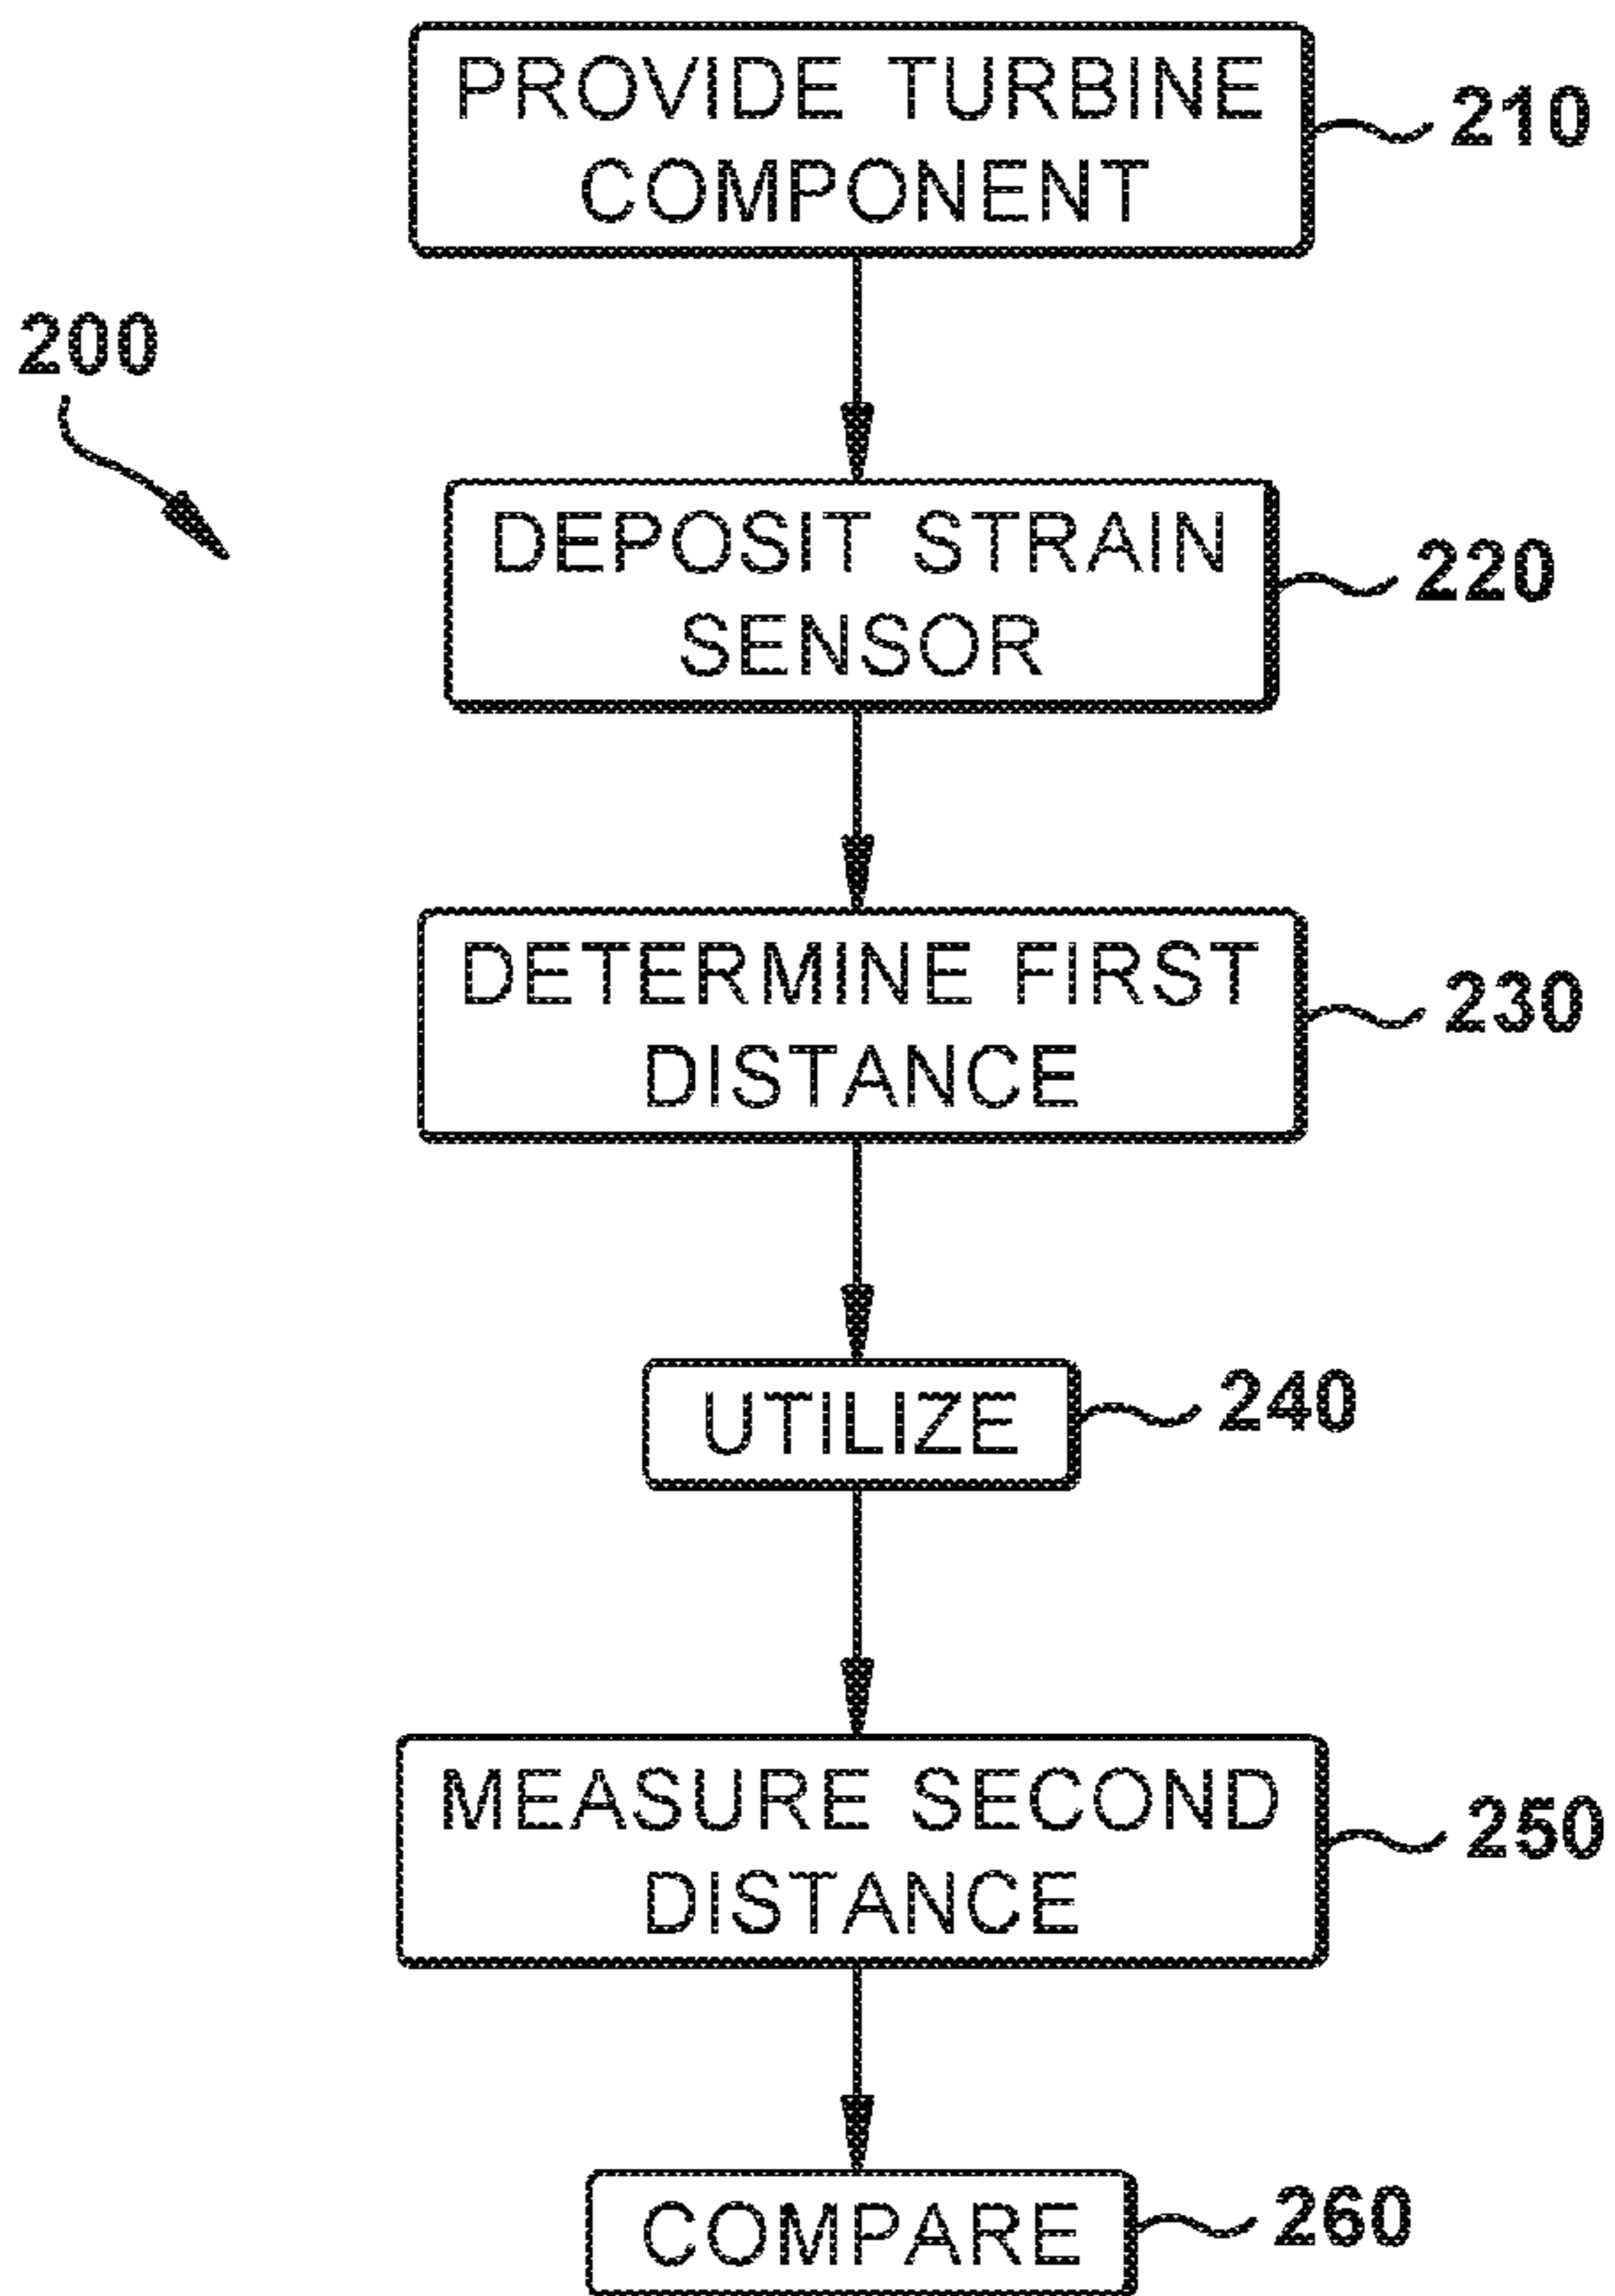 PROVIDE TURBINE
COMPONENT
210
200
DEPOSIT STRAIN
SENSOR
220
DETERMINE FIRST
DISTANCE
230
UTILIZE
240
MEASURE SECOND
DISTANCE
250
COMPARE
260